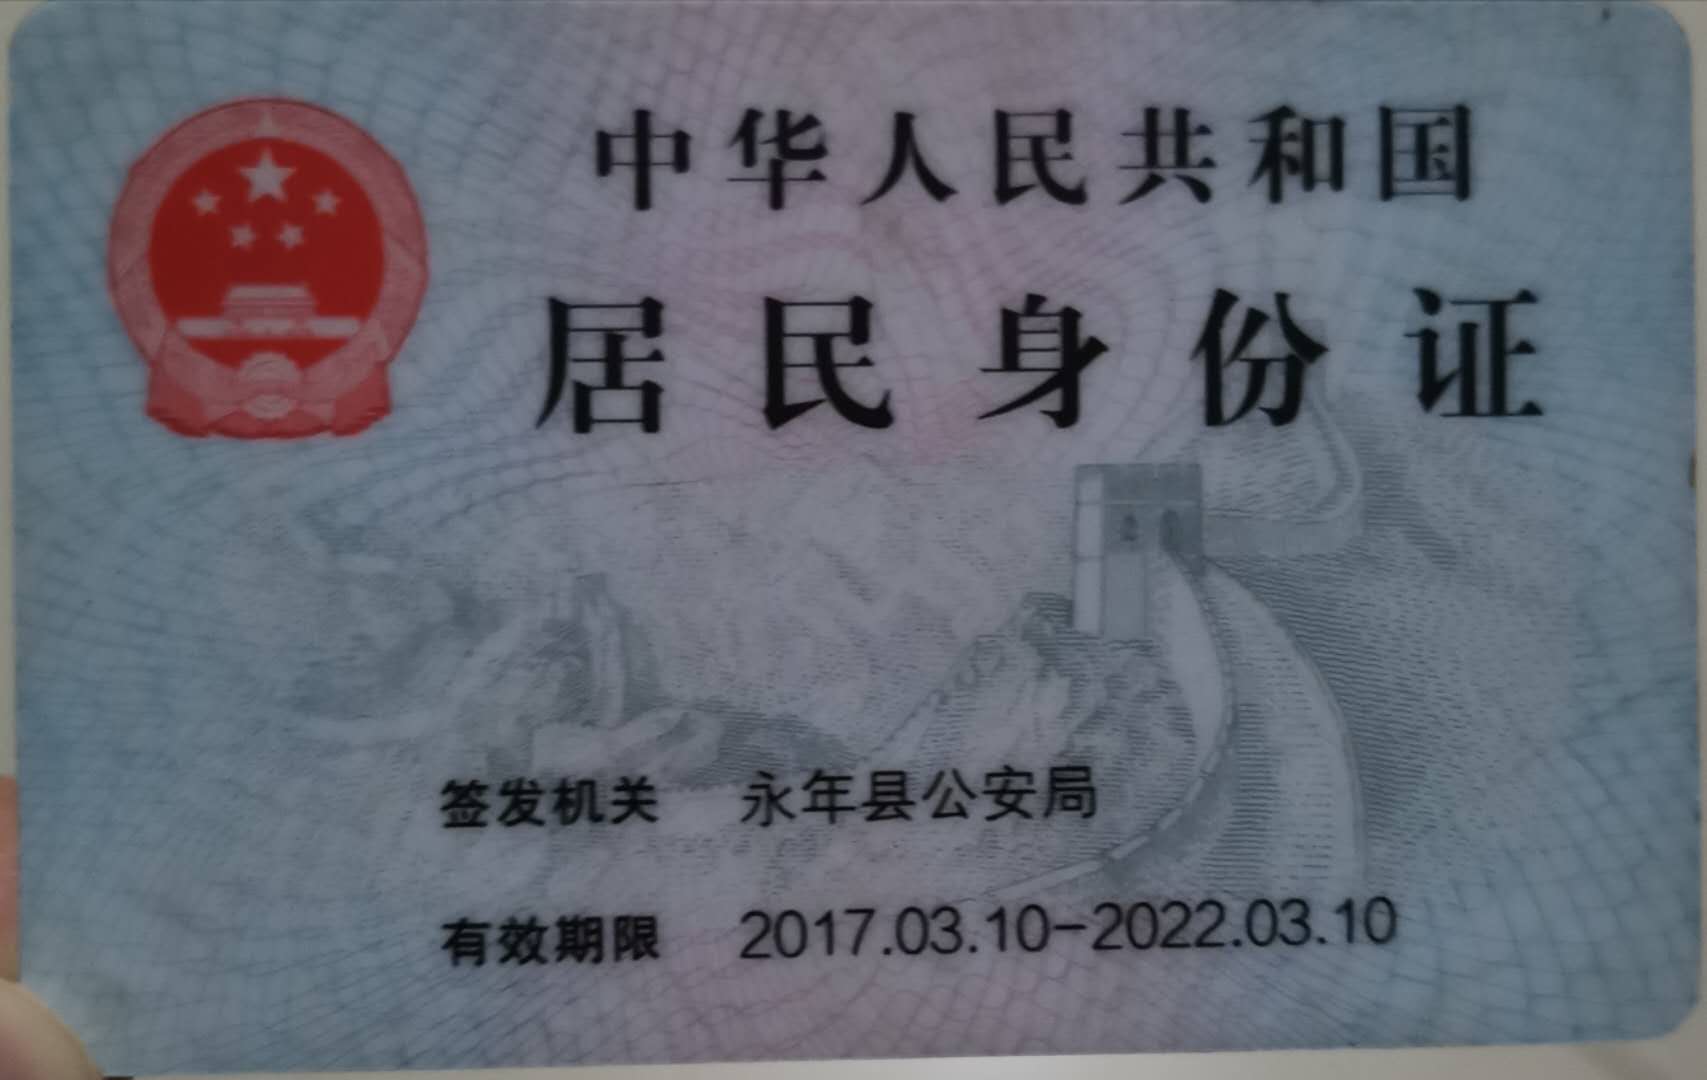 中华人民共和国
居民身份证
签发机关 永年县公安局
有效期限 2017.03.10-2022.03.10